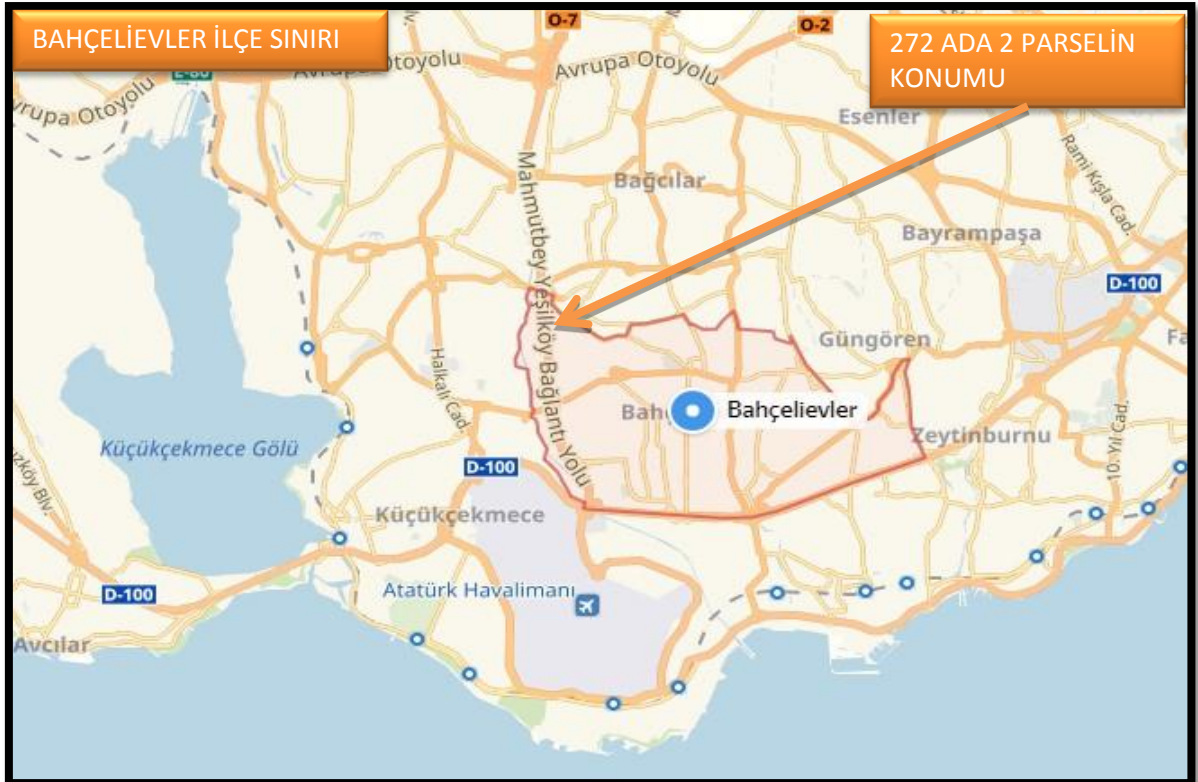 BAHÇELİEVLER İLÇE SINIRI
272 ADA 2 PARSELİN
KONUMU
O-7
O-2
E-80
Avrupa Otoyolu
Avrupa Otoyolu
Esenler
Rami Kışla Cad.
Mahmutbey Yeşilköy Bağlantı Yolu
Bağcılar
Bayrampaşa
D-100
Güngören
Halkalı Cad.
Bahçelievler
Zeytinburnu
Küçükçekmece Gölü
D-100
10. Yıl Cad.
Küçükçekmece
Atatürk Havalimanı
D-100
Avcılar